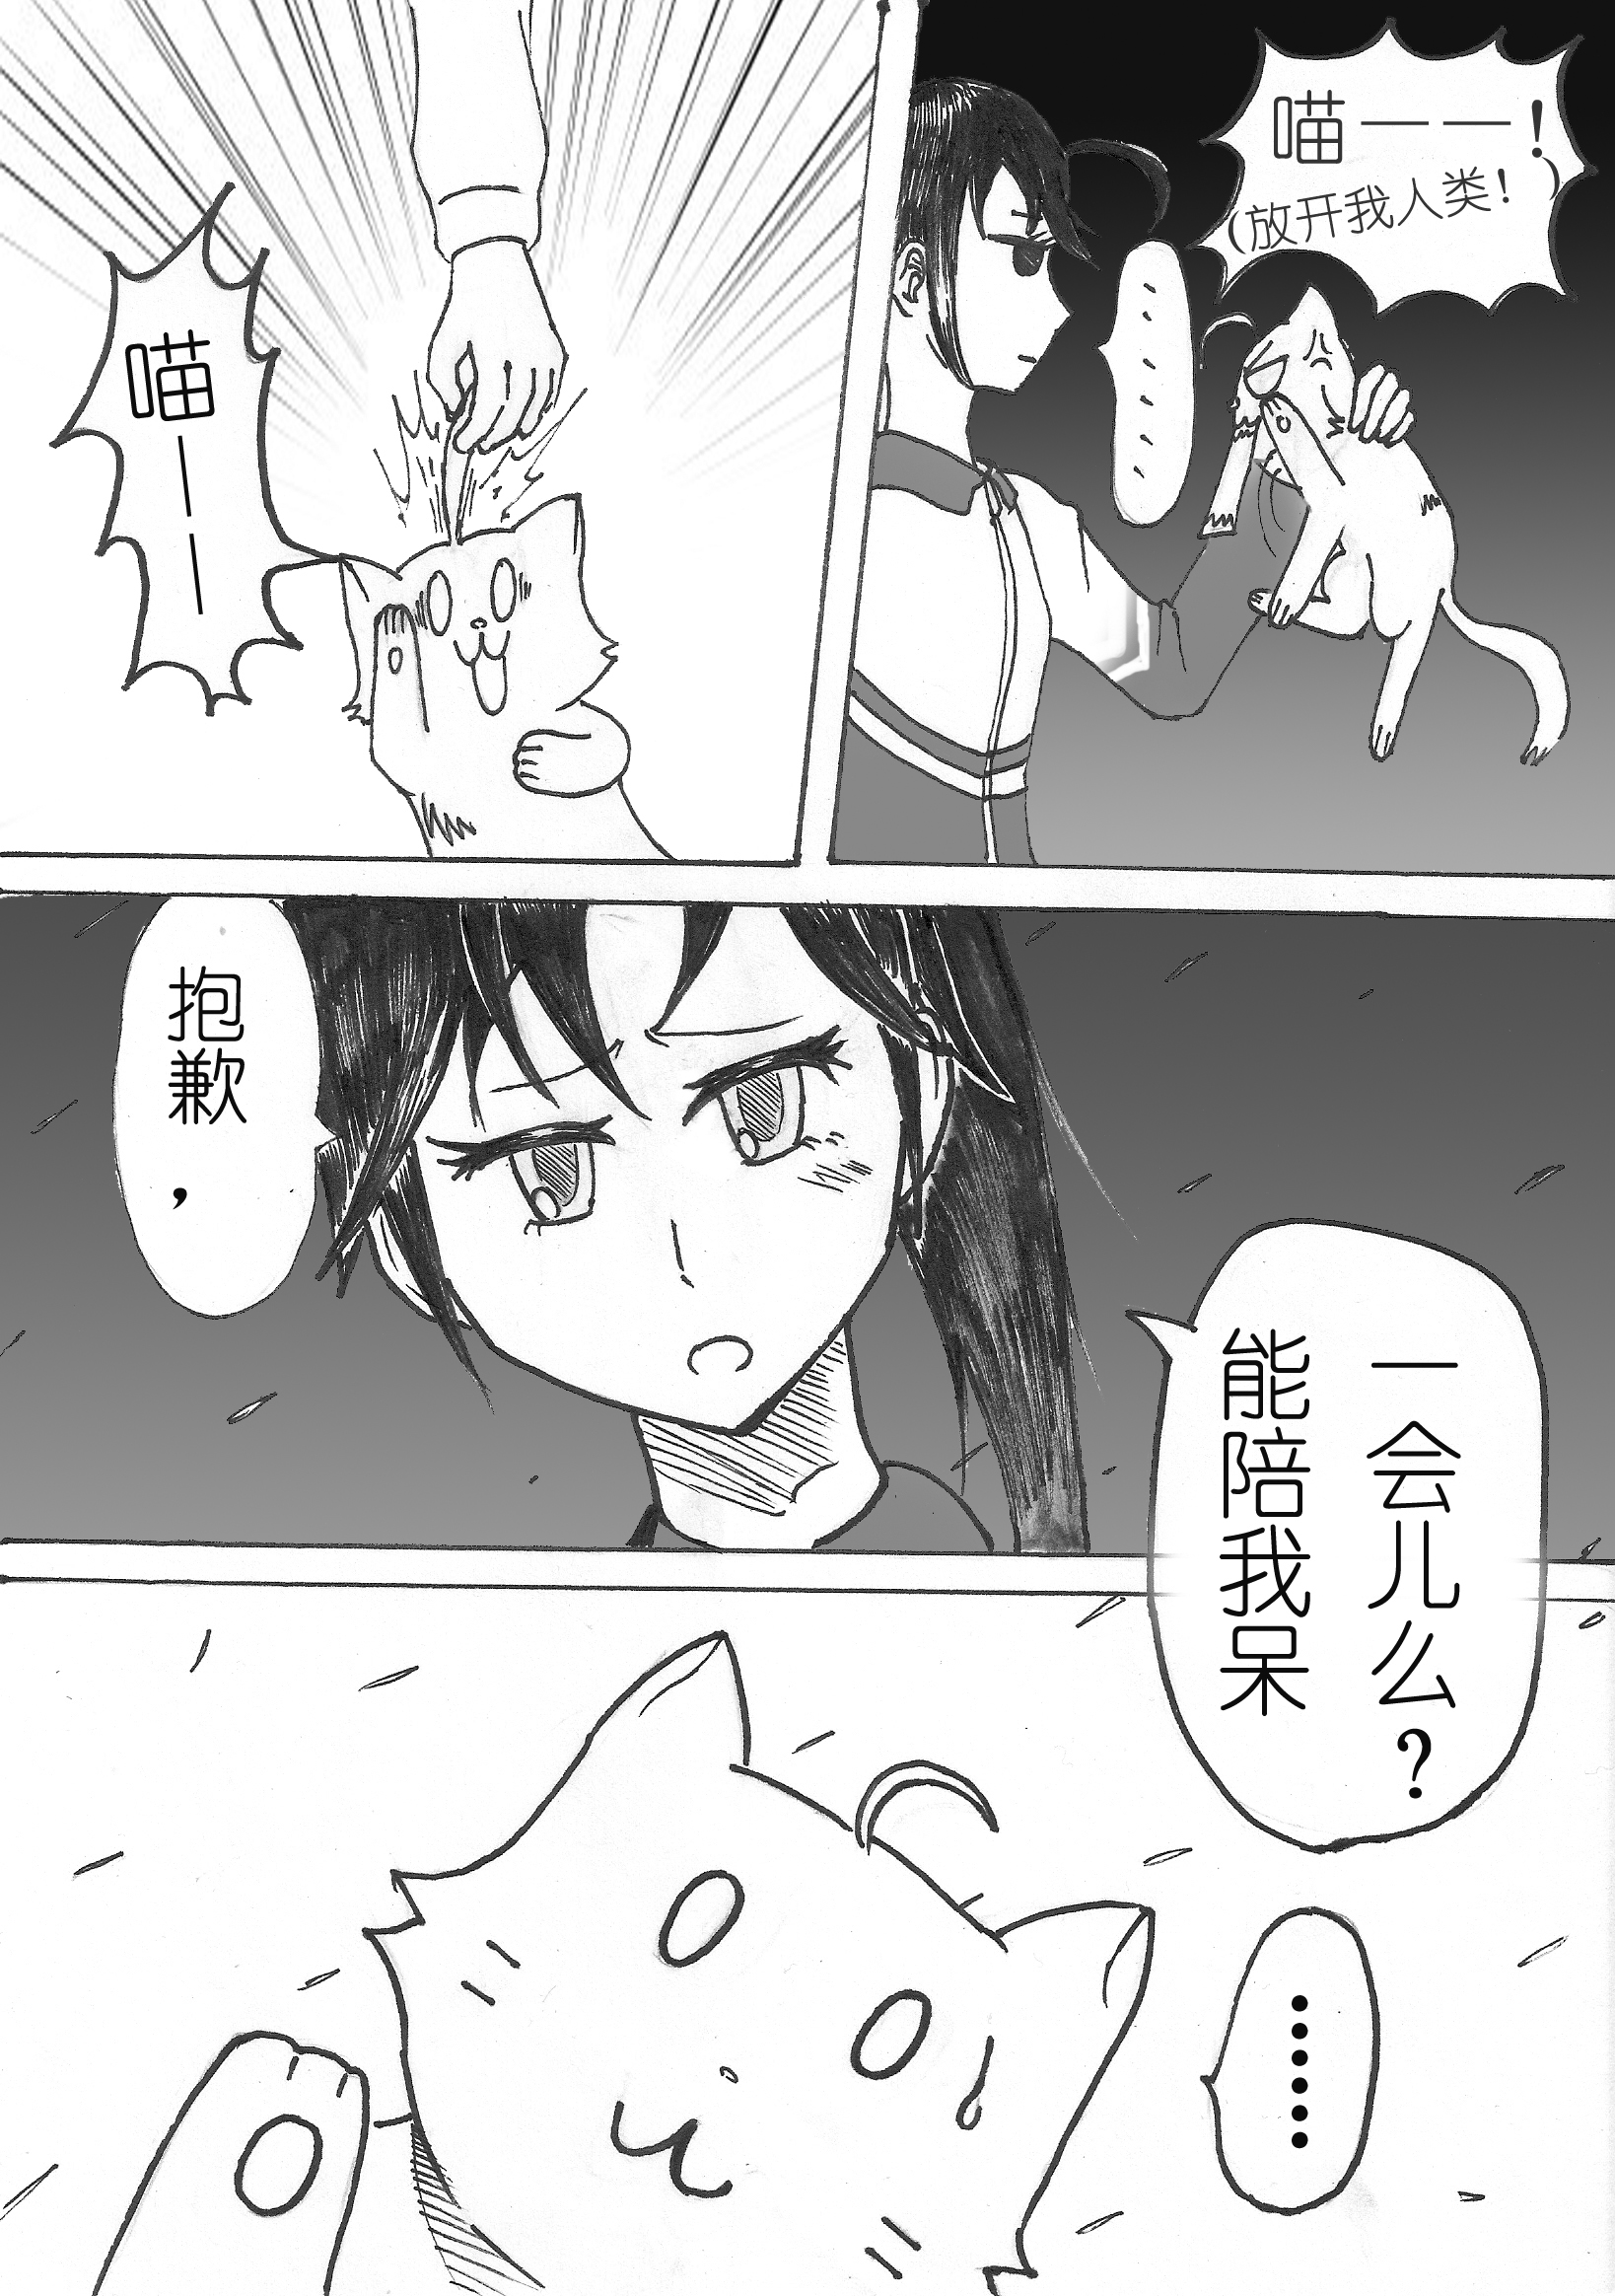 喵——
……
喵——!
(放开我人类!)
抱歉,
能陪我呆
一会儿么?
……